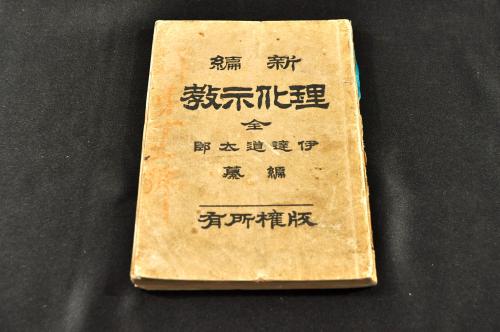 新編
理化示教
全
伊達道太郎
編纂
版權所有